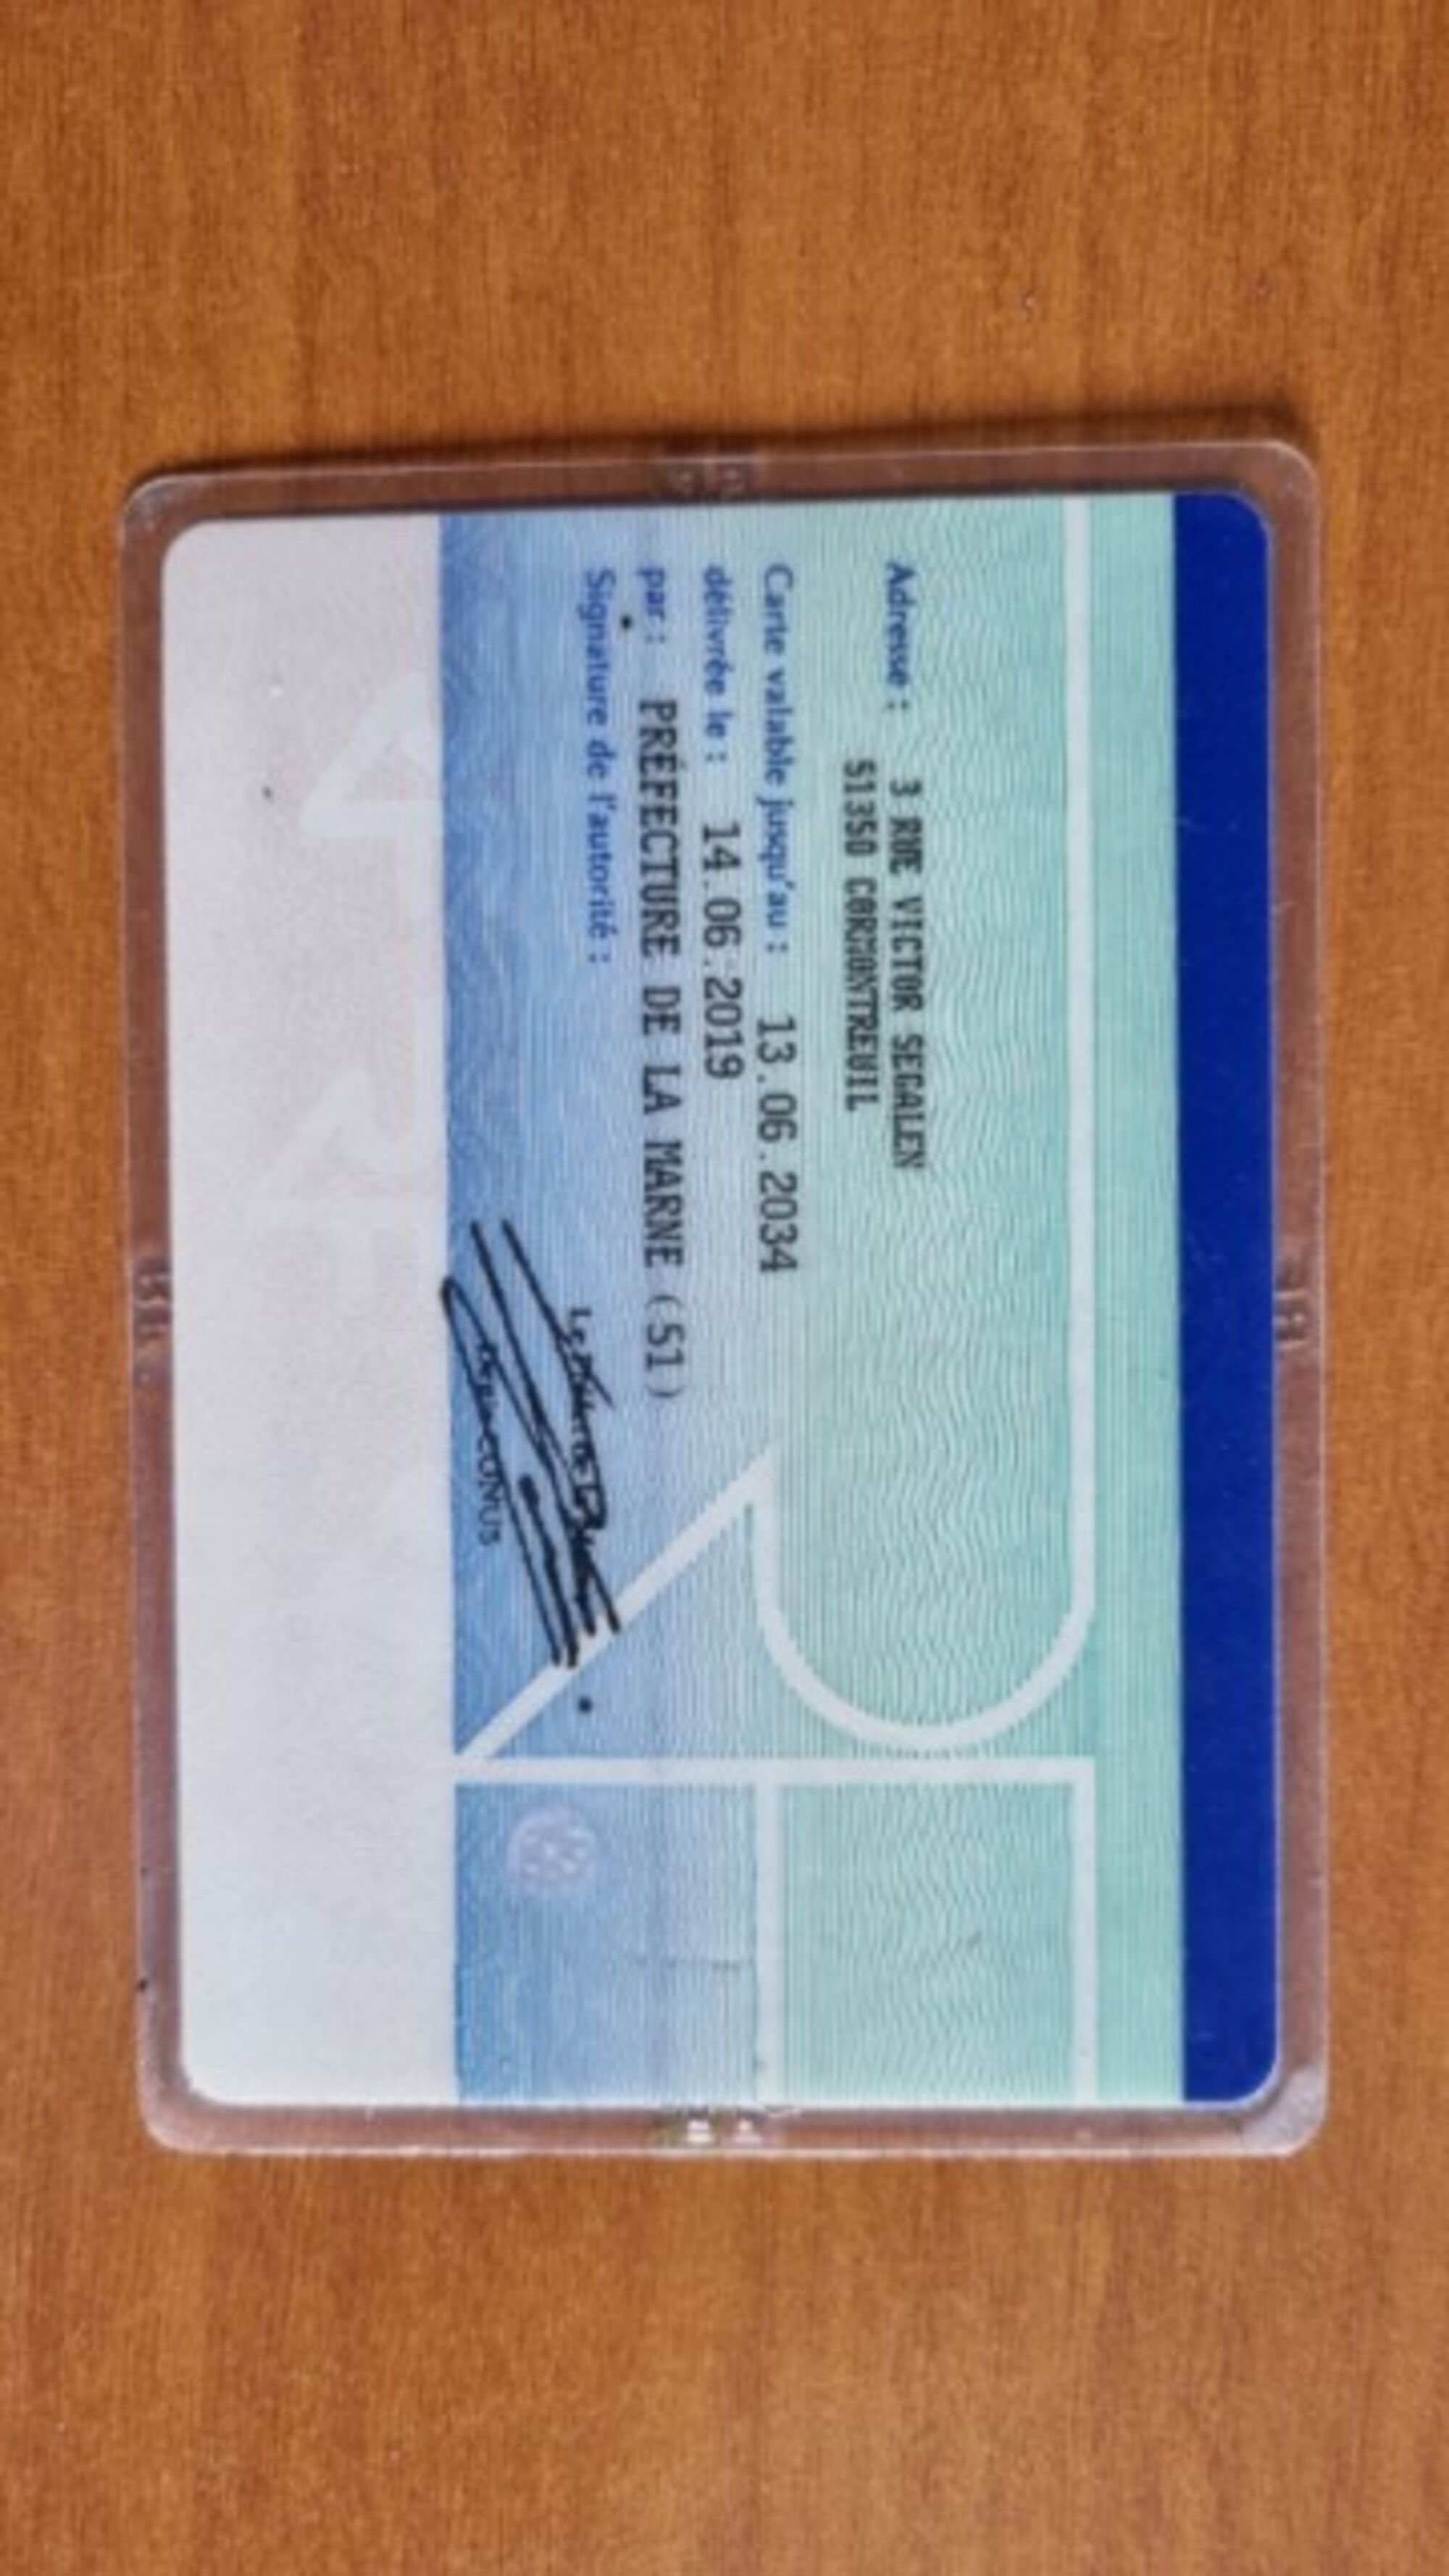 Adresse : 3 RUE VICTOR SEGALEN
51350 CORMONTREUIL
Carte valable jusqu'au : 13.06.2034
délivrée le : 14.06.2019
par : PRÉFECTURE DE LA MARNE (51)
Signature de l'autorité :